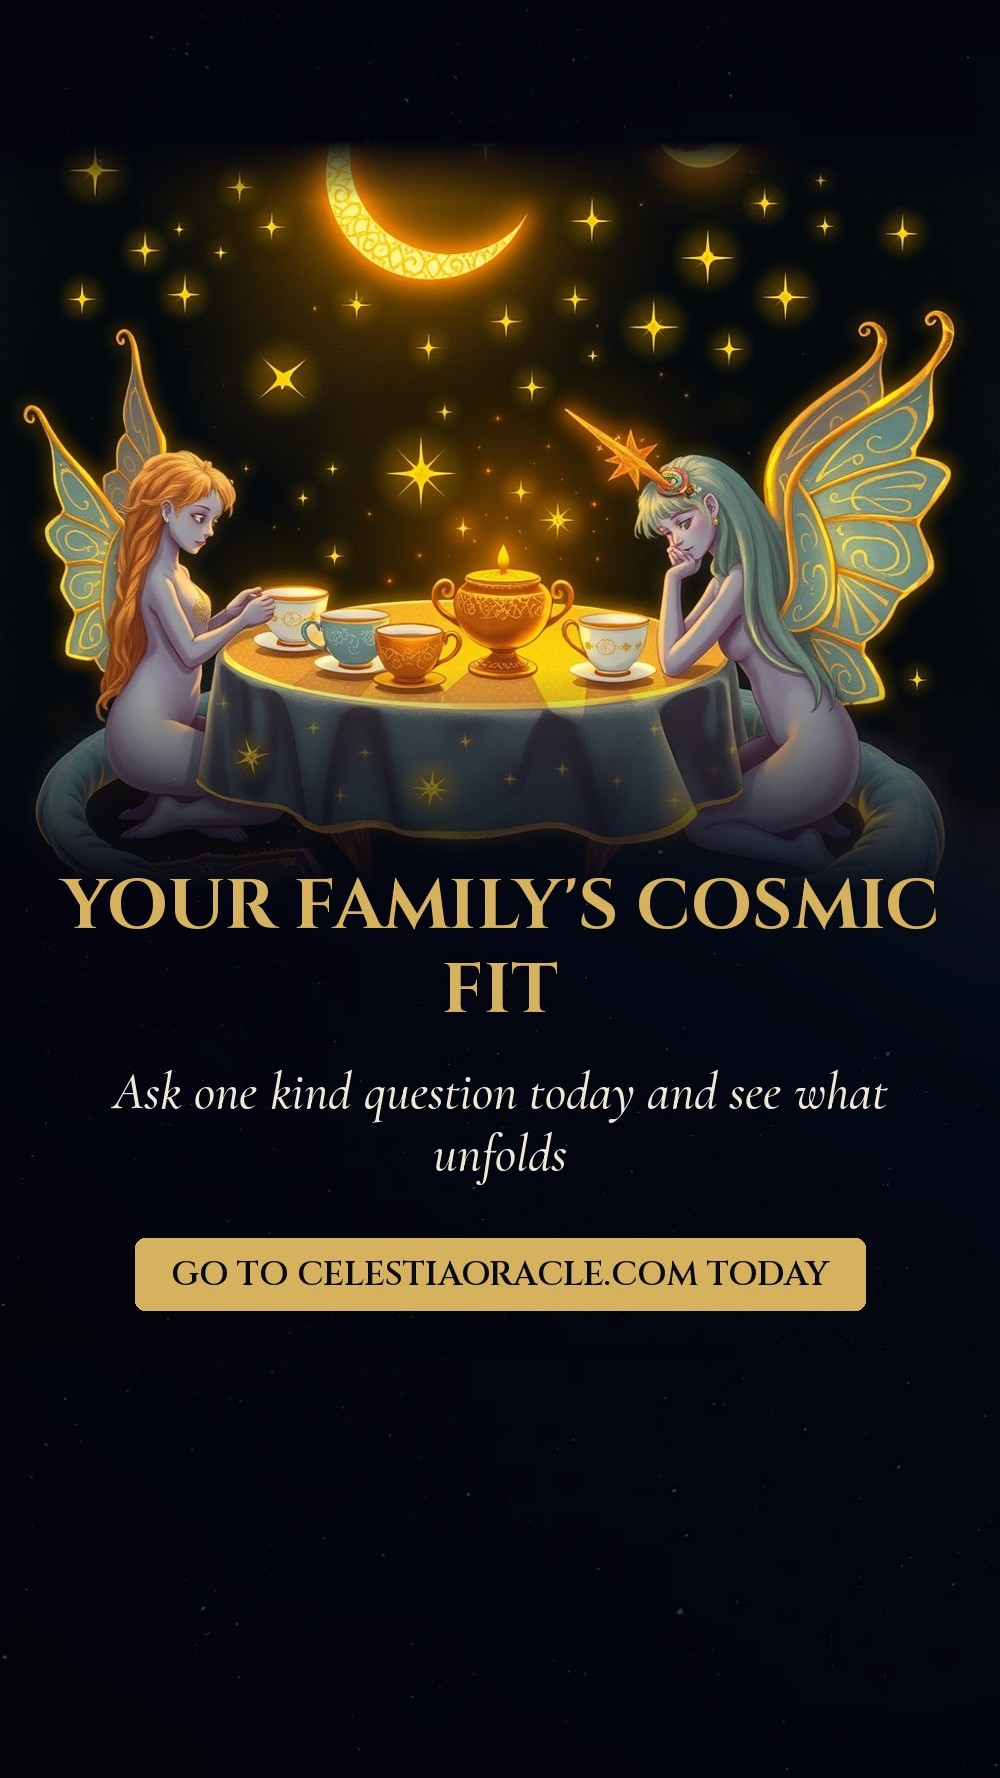 YOUR FAMILY'S COSMIC
FIT
Ask one kind question today and see what
unfolds
GO TO CELESTIAORACLE.COM TODAY